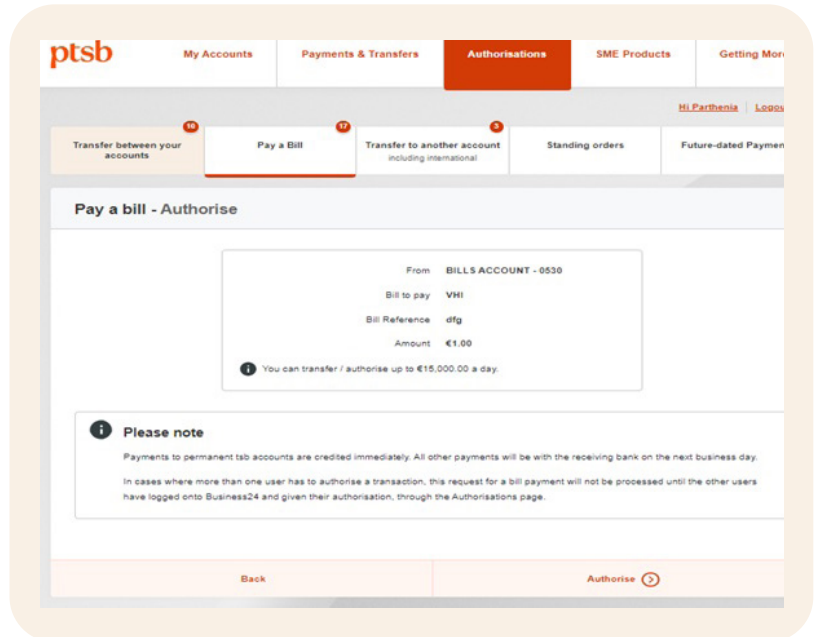 ptsb
My Accounts
Payments & Transfers
Authorisations
SME Products
Getting More
Hi Parthenia
Logou
16
17
3
Transfer between your
accounts
Pay a Bill
Transfer to another account
including international
Standing orders
Future-dated Paymen
Pay a bill - Authorise
From BILLS ACCOUNT - 0530
Bill to pay VHI
Bill Reference dfg
Amount €1.00
You can transfer / authorise up to €15,000.00 a day.
Please note
Payments to permanent tsb accounts are credited immediately. All other payments will be with the receiving bank on the next business day.
In cases where more than one user has to authorise a transaction, this request for a bill payment will not be processed until the other users
have logged onto Business24 and given their authorisation, through the Authorisations page.
Back
Authorise